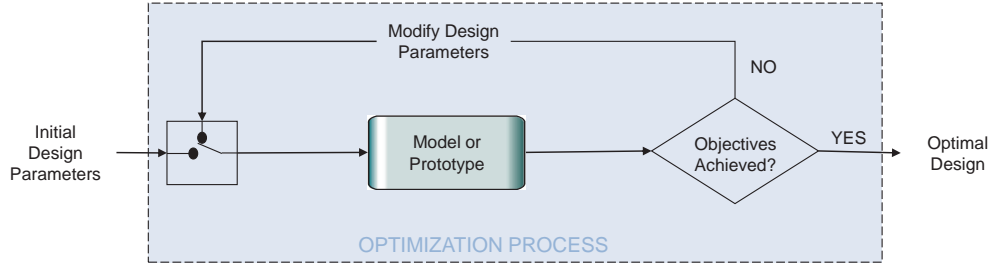 Modify Design
Parameters
NO
Initial
Design
Parameters
Model or
Prototype
Objectives
Achieved?
YES
Optimal
Design
OPTIMIZATION PROCESS